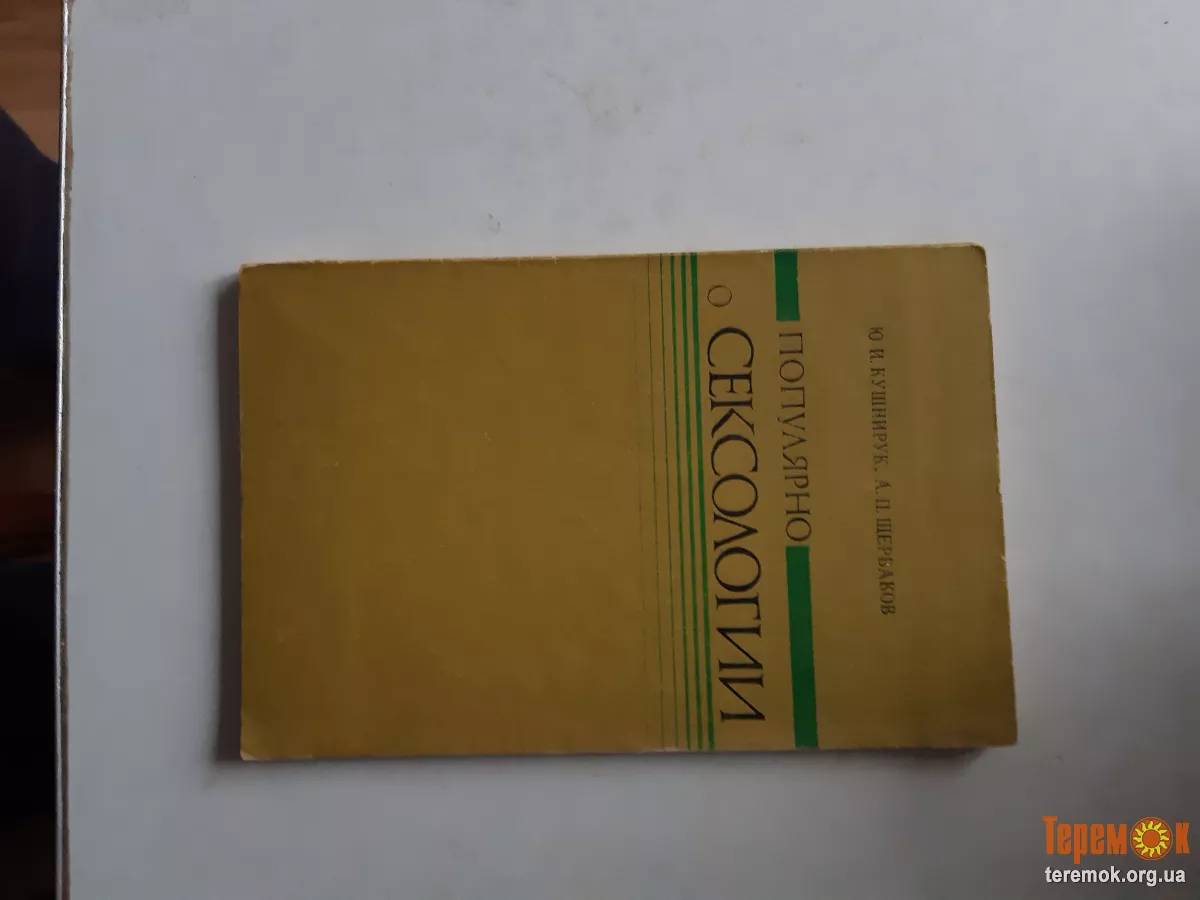 Ю. И. КУШНИРУК, А. П. ЩЕРБАКОВ
ПОПУЛЯРНО
О СЕКСОЛОГИИ
Теремок
teremok.org.ua